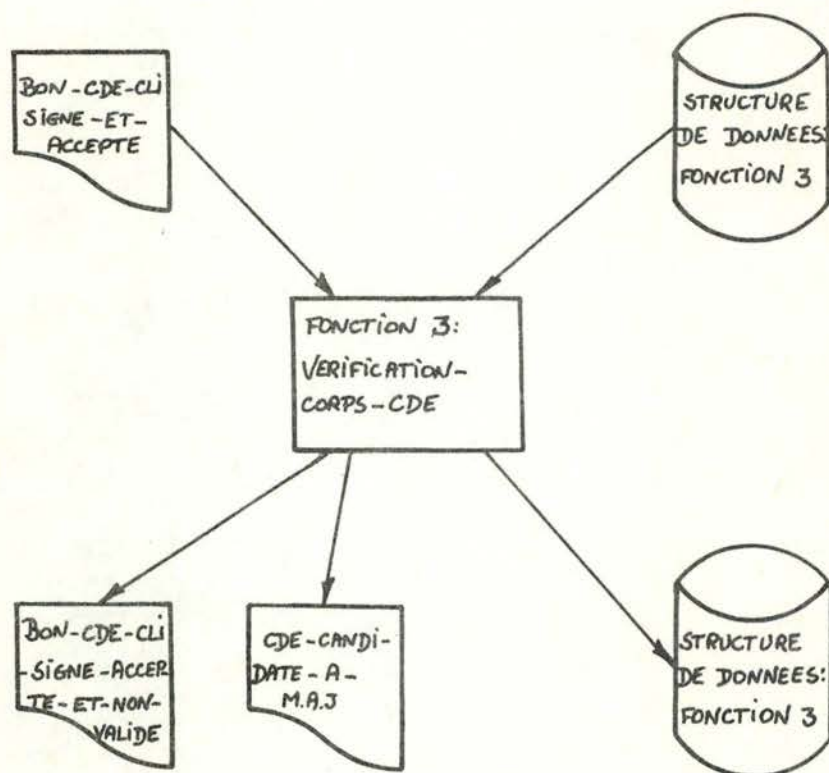 BON-CDE-CLi
SiGNE-ET-
ACCEPTE
STRUCTURE
DE DONNEES:
FONCTiON 3
FONCTiON 3:
VERiFiCATiON-
CORPS-CDE
BON-CDE-CLi
-SiGNE-ACCEP
TE-ET-NON-
VALiDE
CDE-CANDi-
DATE-A-
M.A.J
STRUCTURE
DE DONNEES:
FONCTiON 3